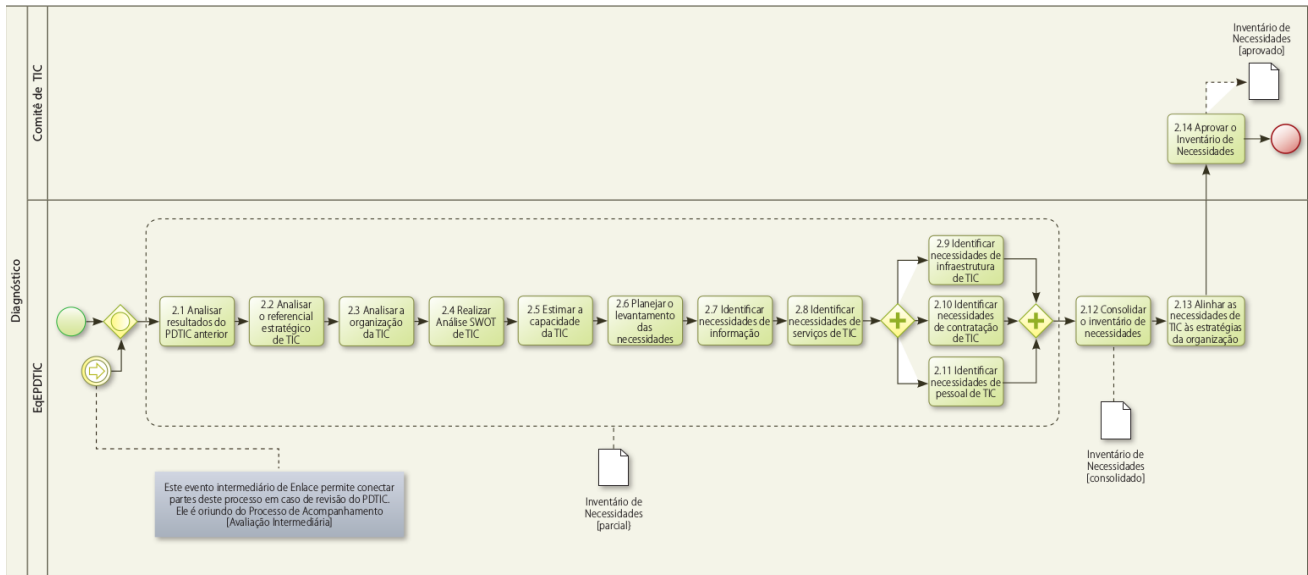 Diagnóstico
Comitê de TIC
Inventário de
Necessidades
[aprovado]
2.14 Aprovar o
Inventário de
Necessidades
EqEPDTIC
2.1 Analisar
resultados do
PDTIC anterior
2.2 Analisar
o referencial
estratégico
de TIC
2.3 Analisar a
organização
da TIC
2.4 Realizar
Análise SWOT
de TIC
2.5 Estimar a
capacidade
da TIC
2.6 Planejar o
levantamento
das
necessidades
2.7 Identificar
necessidades de
informação
2.8 Identificar
necessidades de
serviços de TIC
2.9 Identificar
necessidades de
infraestrutura
de TIC
2.10 Identificar
necessidades
de contratação
de TIC
2.11 Identificar
necessidades de
pessoal de TIC
2.12 Consolidar
o inventário de
necessidades
2.13 Alinhar as
necessidades de
TIC às estratégias
da organização
Este evento intermediário de Enlace permite conectar
partes deste processo em caso de revisão do PDTIC.
Ele é oriundo do Processo de Acompanhamento
[Avaliação Intermediária]
Inventário de
Necessidades
[parcial}
Inventário de
Necessidades
[consolidado]